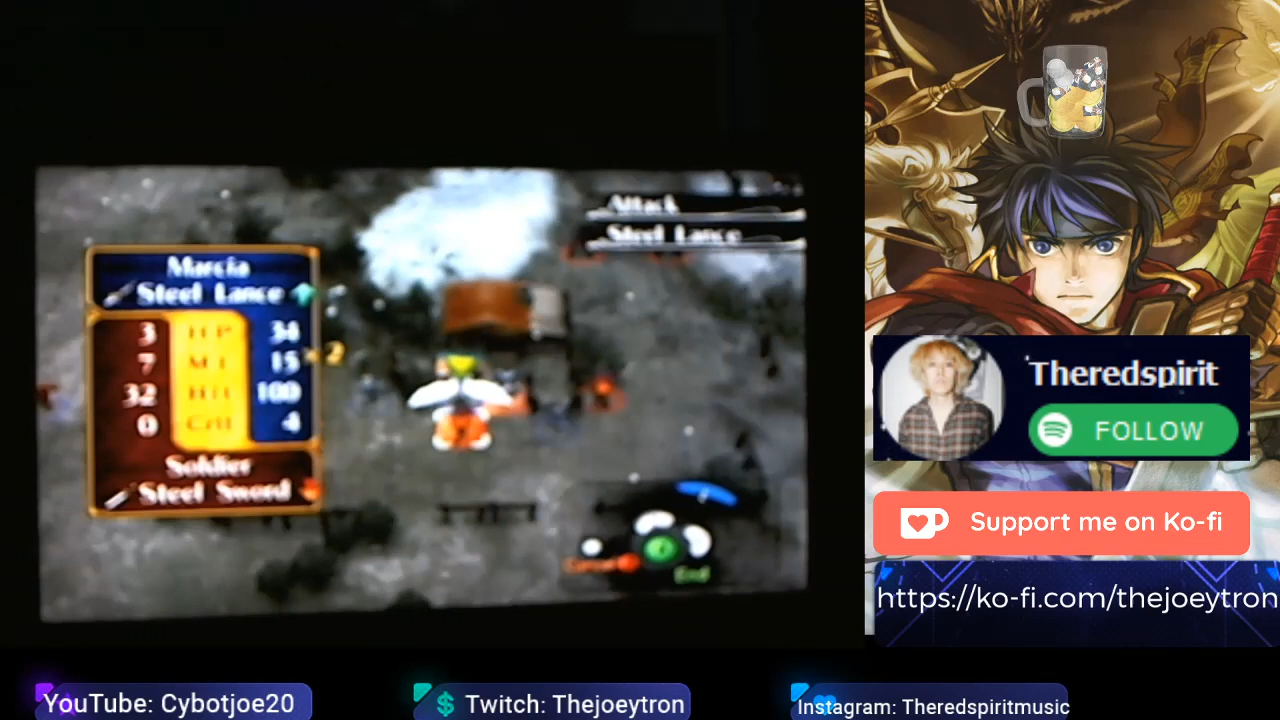 Attack
Steel Lance
Marcia
Steel Lance
3 HP 34
7 Mt 15 × 2
32 Hit 100
0 Crit 4
Soldier
Steel Sword
Cancel
End
Theredspirit
FOLLOW
Support me on Ko-fi
https://ko-fi.com/thejoeytron
YouTube: Cybotjoe20
$ Twitch: Thejoeytron
Instagram: Theredspiritmusic